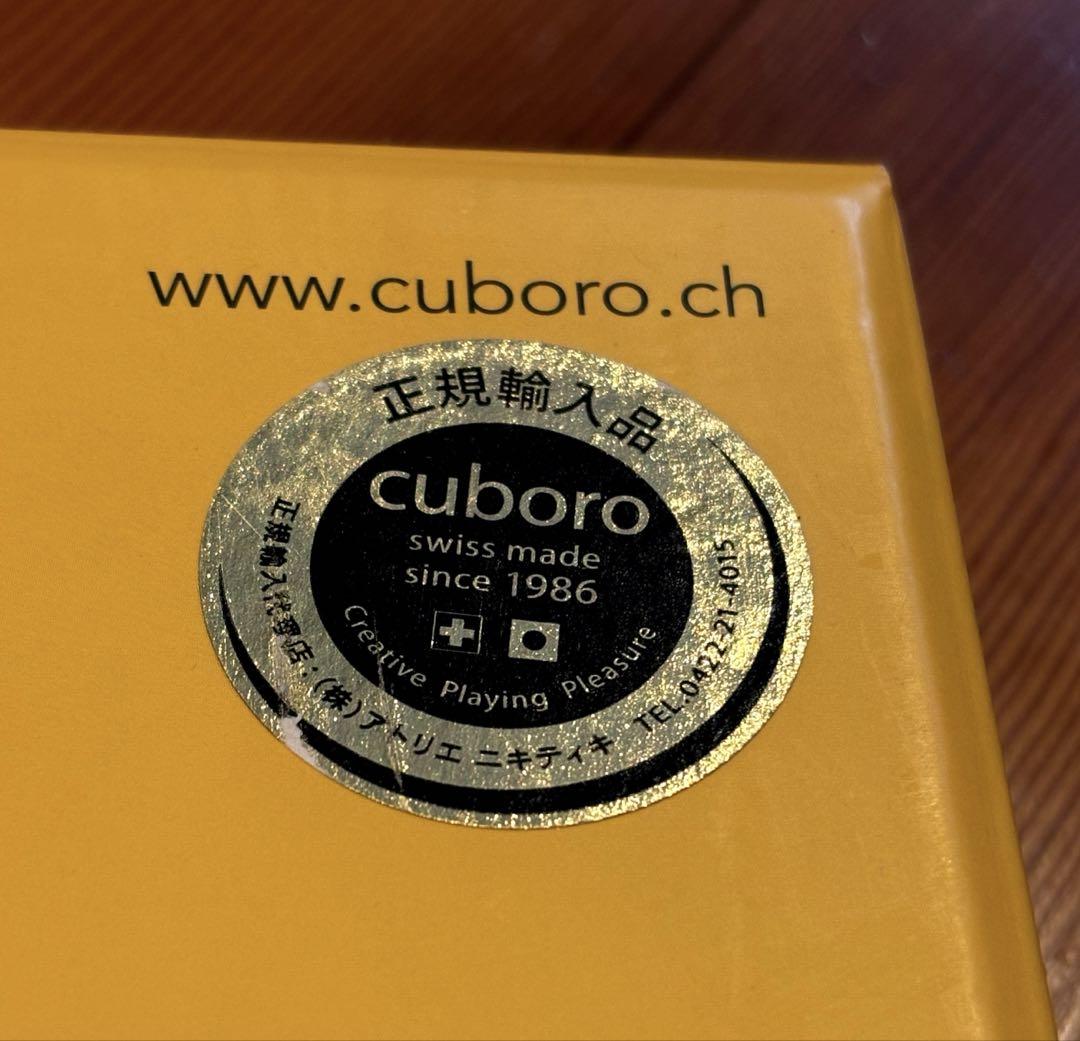 www.cuboro.ch
正規輸入品
cuboro
swiss made
since 1986
Creative Playing Pleasure
正規輸入代理店:(株)アトリエ ニキティキ TEL.0422-21-4015